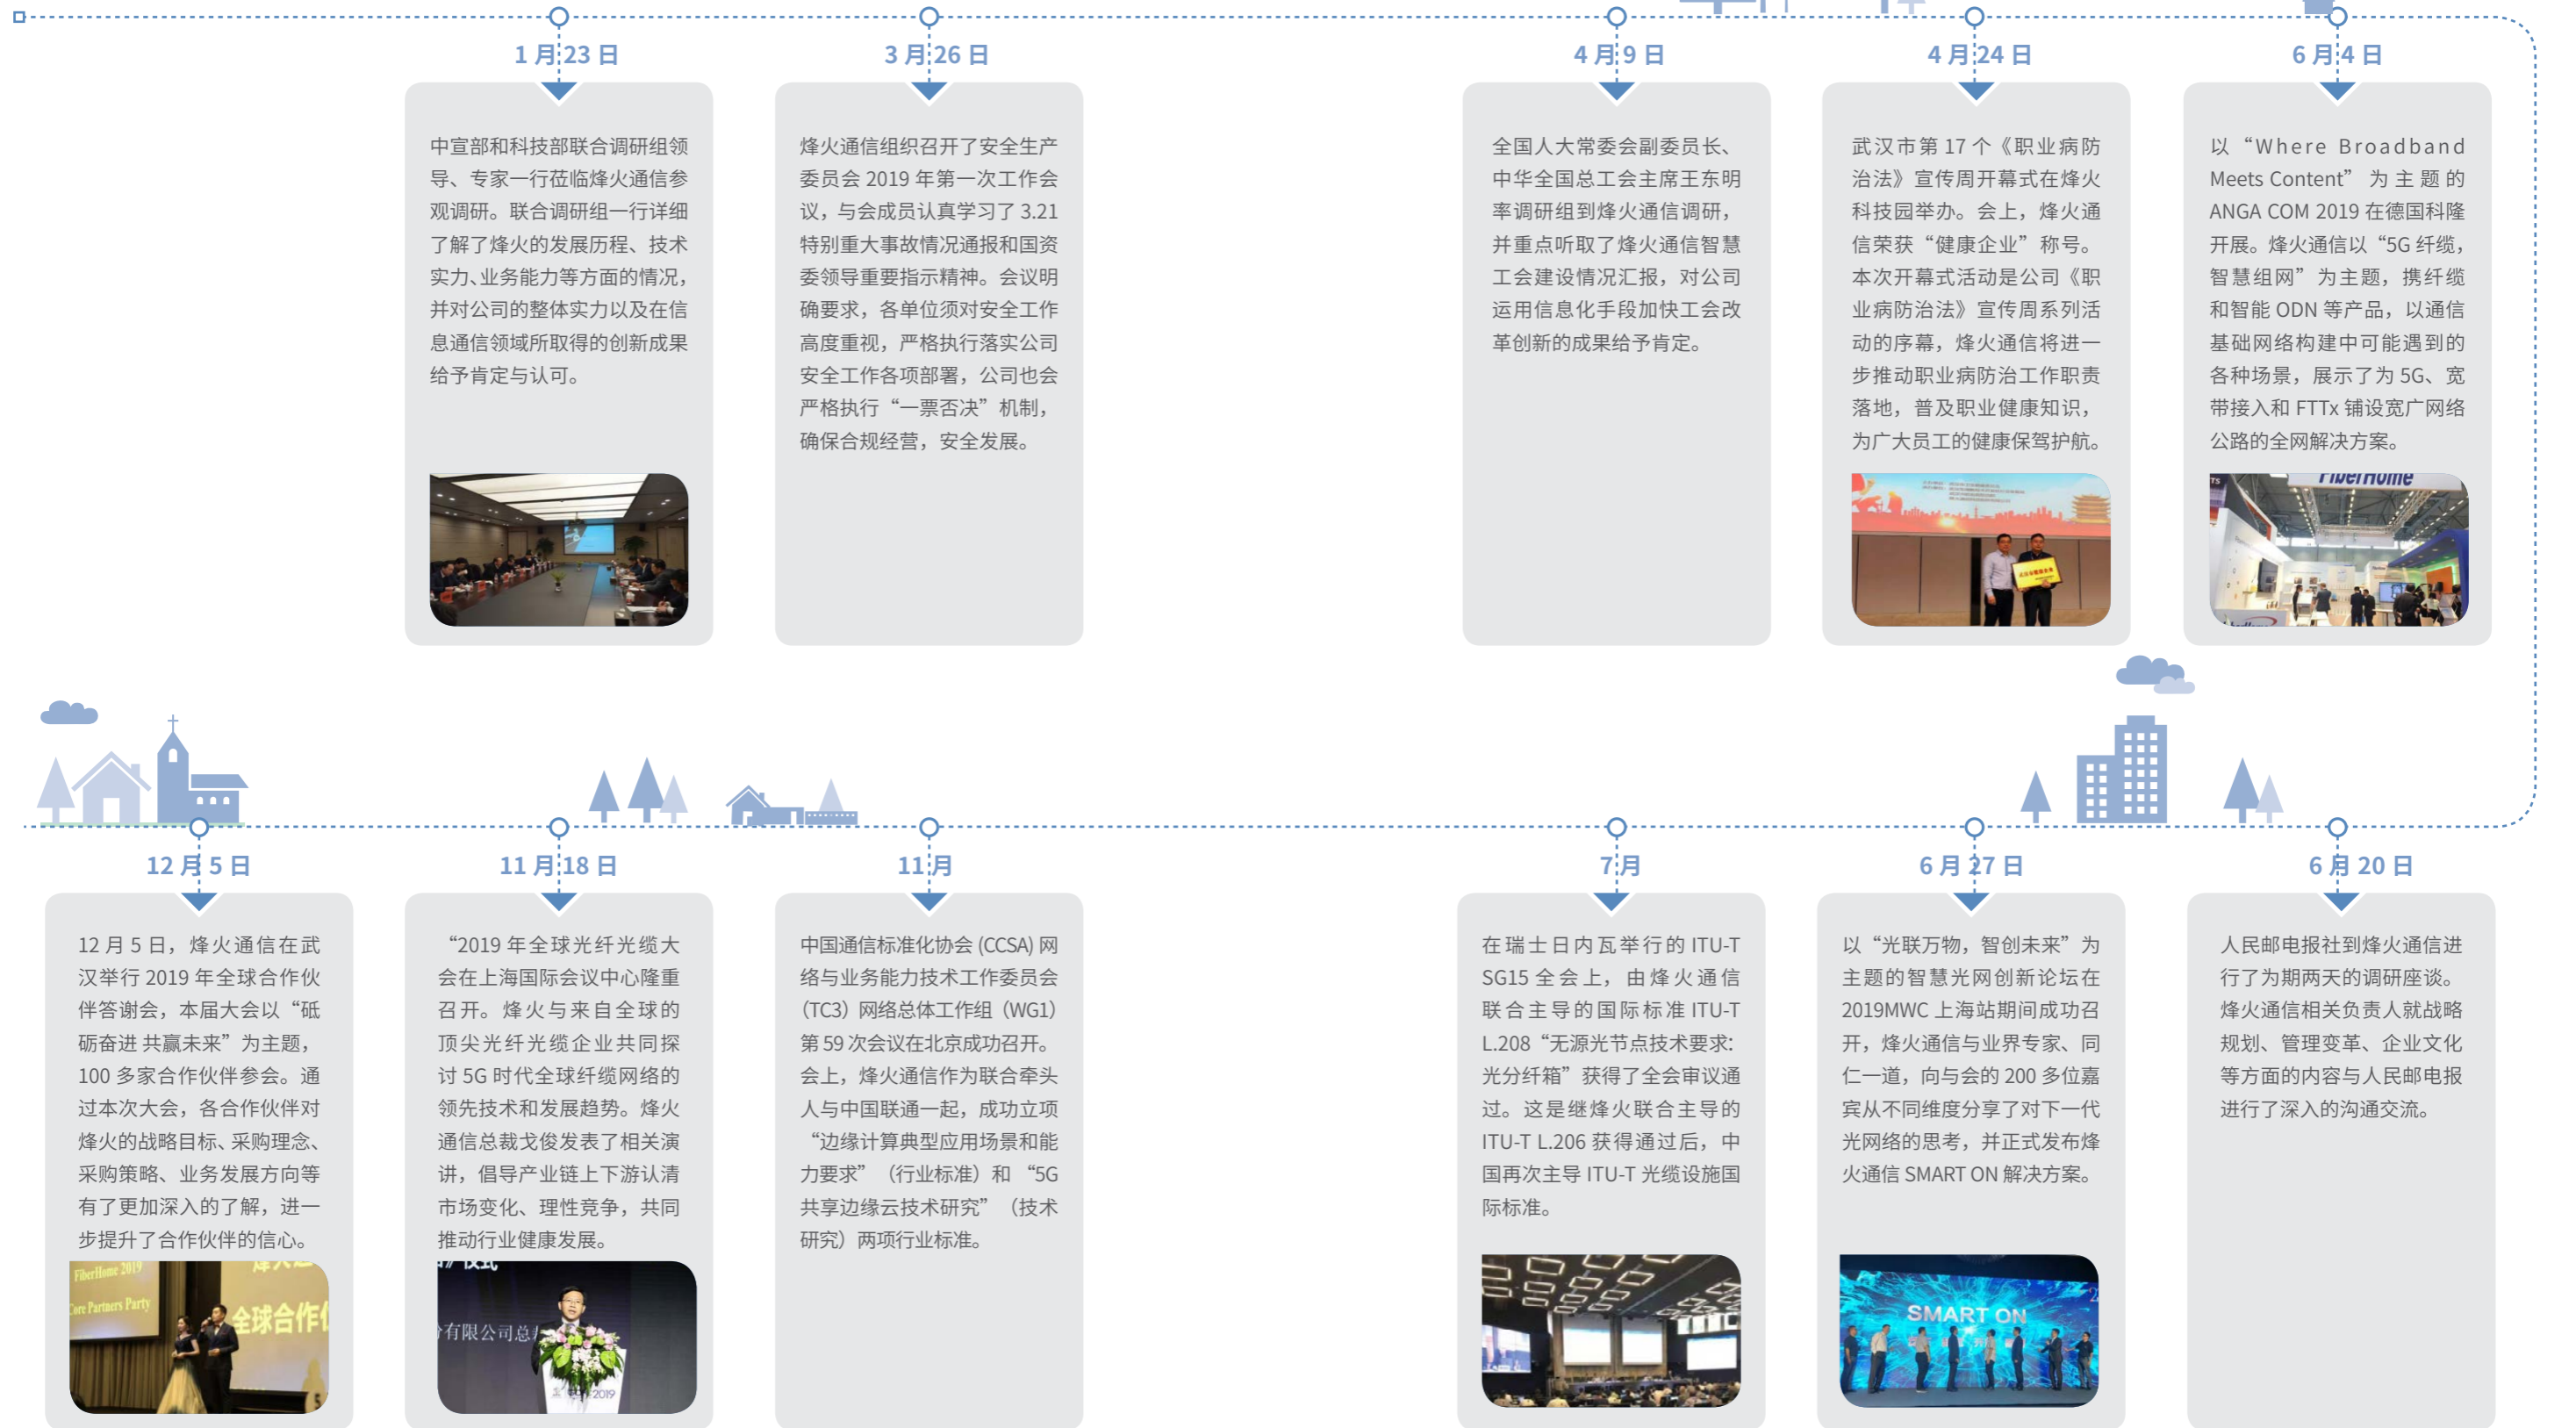 1 月 23 日
中宣部和科技部联合调研组领
导、专家一行莅临烽火通信参
观调研。联合调研组一行详细
了解了烽火的发展历程、技术
实力、业务能力等方面的情况，
并对公司的整体实力以及在信
息通信领域所取得的创新成果
给予肯定与认可。
3 月 26 日
烽火通信组织召开了安全生产
委员会 2019 年第一次工作会
议，与会成员认真学习了 3.21
特别重大事故情况通报和国资
委领导重要指示精神。会议明
确要求，各单位须对安全工作
高度重视，严格执行落实公司
安全工作各项部署，公司也会
严格执行“一票否决”机制，
确保合规经营，安全发展。
4 月 9 日
全国人大常委会副委员长、
中华全国总工会主席王东明
率调研组到烽火通信调研，
并重点听取了烽火通信智慧
工会建设情况汇报，对公司
运用信息化手段加快工会改
革创新的成果给予肯定。
4 月 24 日
武汉市第 17 个《职业病防
治法》宣传周开幕式在烽火
科技园举办。会上，烽火通
信荣获“健康企业”称号。
本次开幕式活动是公司《职
业病防治法》宣传周系列活
动的序幕，烽火通信将进一
步推动职业病防治工作职责
落地，普及职业健康知识，
为广大员工的健康保驾护航。
6 月 4 日
以“Where Broadband
Meets Content”为主题的
ANGA COM 2019 在德国科隆
开展。烽火通信以“5G 纤缆，
智慧组网”为主题，携纤缆
和智能 ODN 等产品，以通信
基础网络构建中可能遇到的
各种场景，展示了为 5G、宽
带接入和 FTTx 铺设宽广网络
公路的全网解决方案。
FiberHome
12 月 5 日
12 月 5 日，烽火通信在武
汉举行 2019 年全球合作伙
伴答谢会，本届大会以“砥
砺奋进 共赢未来”为主题，
100 多家合作伙伴参会。通
过本次大会，各合作伙伴对
烽火的战略目标、采购理念、
采购策略、业务发展方向等
有了更加深入的了解，进一
步提升了合作伙伴的信心。
FiberHome 2019
Core Partners Party
全球合作伙
11 月 18 日
“2019 年全球光纤光缆大
会在上海国际会议中心隆重
召开。烽火与来自全球的
顶尖光纤光缆企业共同探
讨 5G 时代全球纤缆网络的
领先技术和发展趋势。烽火
通信总裁戈俊发表了相关演
讲，倡导产业链上下游认清
市场变化、理性竞争，共同
推动行业健康发展。
仪式
份有限公司总
2019
11 月
中国通信标准化协会 (CCSA) 网
络与业务能力技术工作委员会
（TC3）网络总体工作组（WG1）
第 59 次会议在北京成功召开。
会上，烽火通信作为联合牵头
人与中国联通一起，成功立项
“边缘计算典型应用场景和能
力要求”（行业标准）和“5G
共享边缘云技术研究”（技术
研究）两项行业标准。
7 月
在瑞士日内瓦举行的 ITU-T
SG15 全会上，由烽火通信
联合主导的国际标准 ITU-T
L.208“无源光节点技术要求：
光分纤箱”获得了全会审议通
过。这是继烽火联合主导的
ITU-T L.206 获得通过后，中
国再次主导 ITU-T 光缆设施国
际标准。
6 月 27 日
以“光联万物，智创未来”为
主题的智慧光网创新论坛在
2019MWC 上海站期间成功召
开，烽火通信与业界专家、同
仁一道，向与会的 200 多位嘉
宾从不同维度分享了对下一代
光网络的思考，并正式发布烽
火通信 SMART ON 解决方案。
SMART ON
6 月 20 日
人民邮电报社到烽火通信进
行了为期两天的调研座谈。
烽火通信相关负责人就战略
规划、管理变革、企业文化
等方面的内容与人民邮电报
进行了深入的沟通交流。